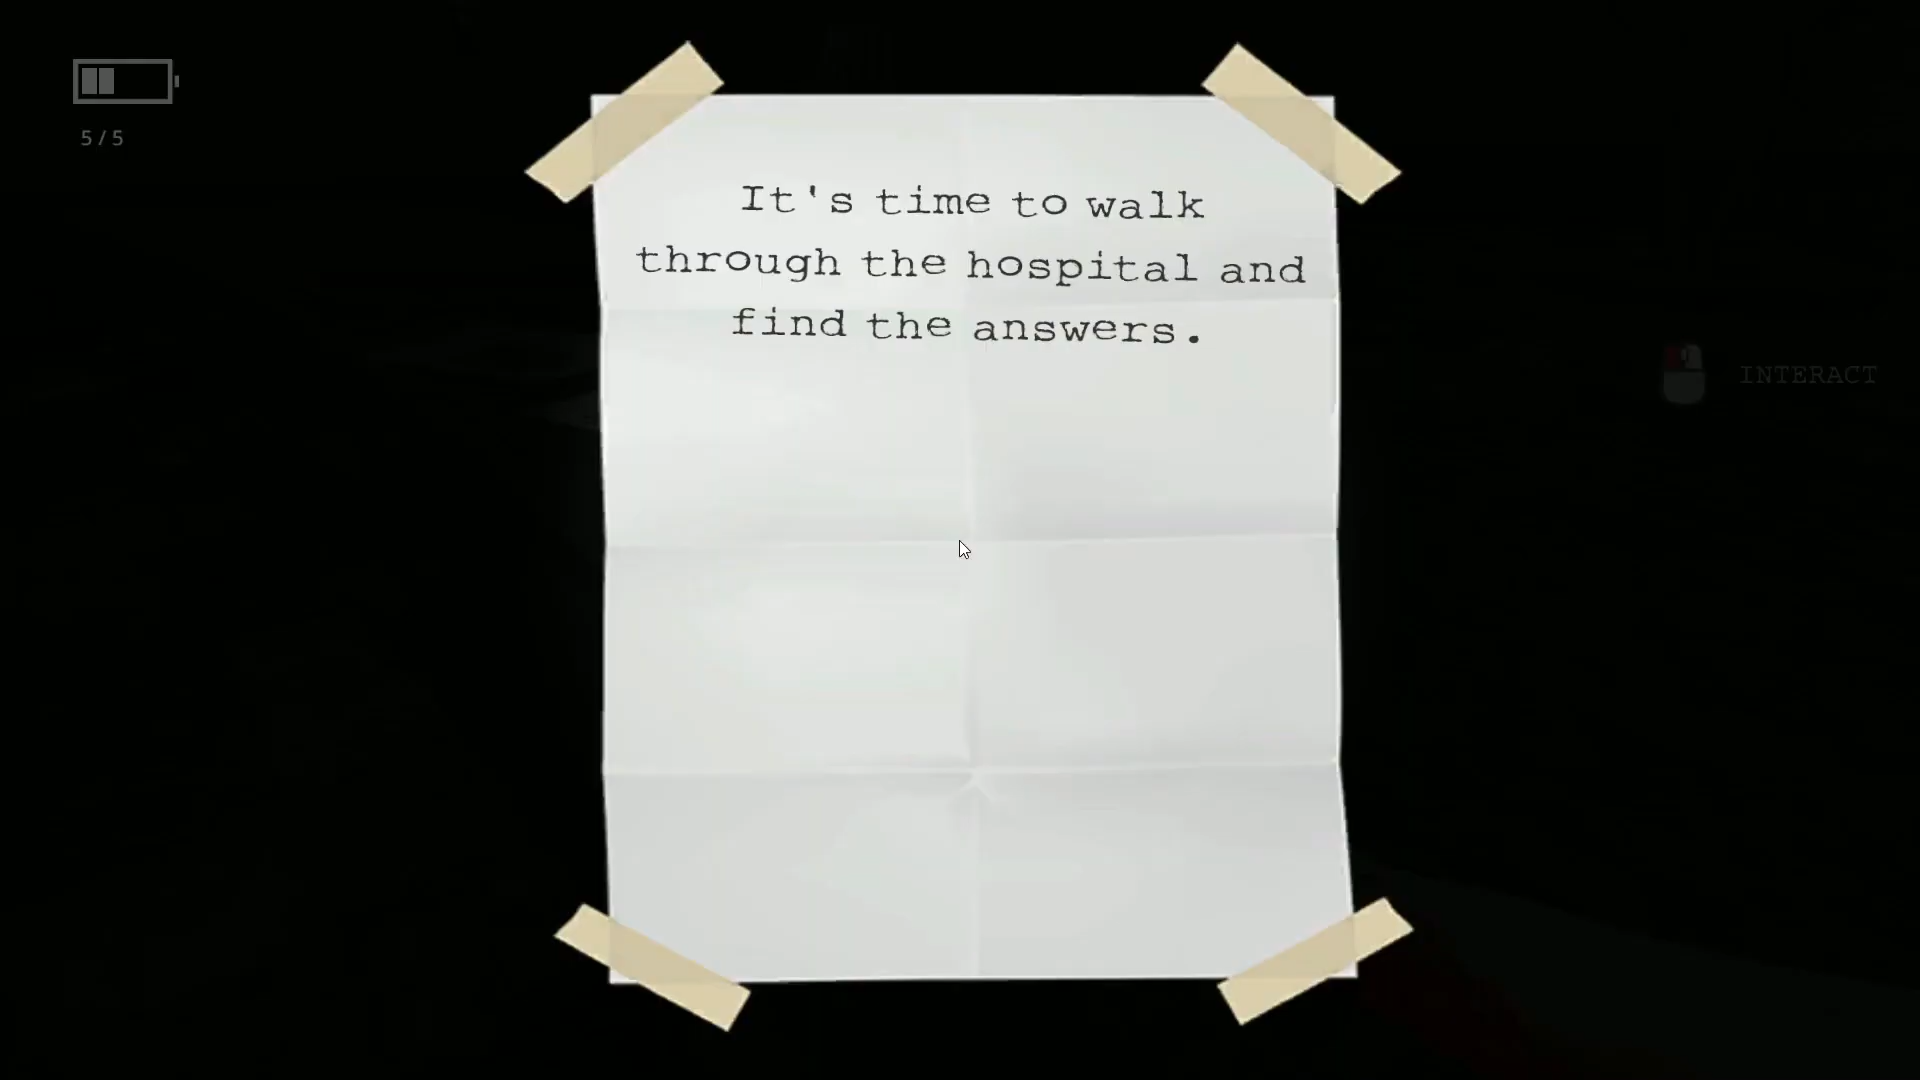 5/5
It's time to walk
through the hospital and
find the answers.
INTERACT